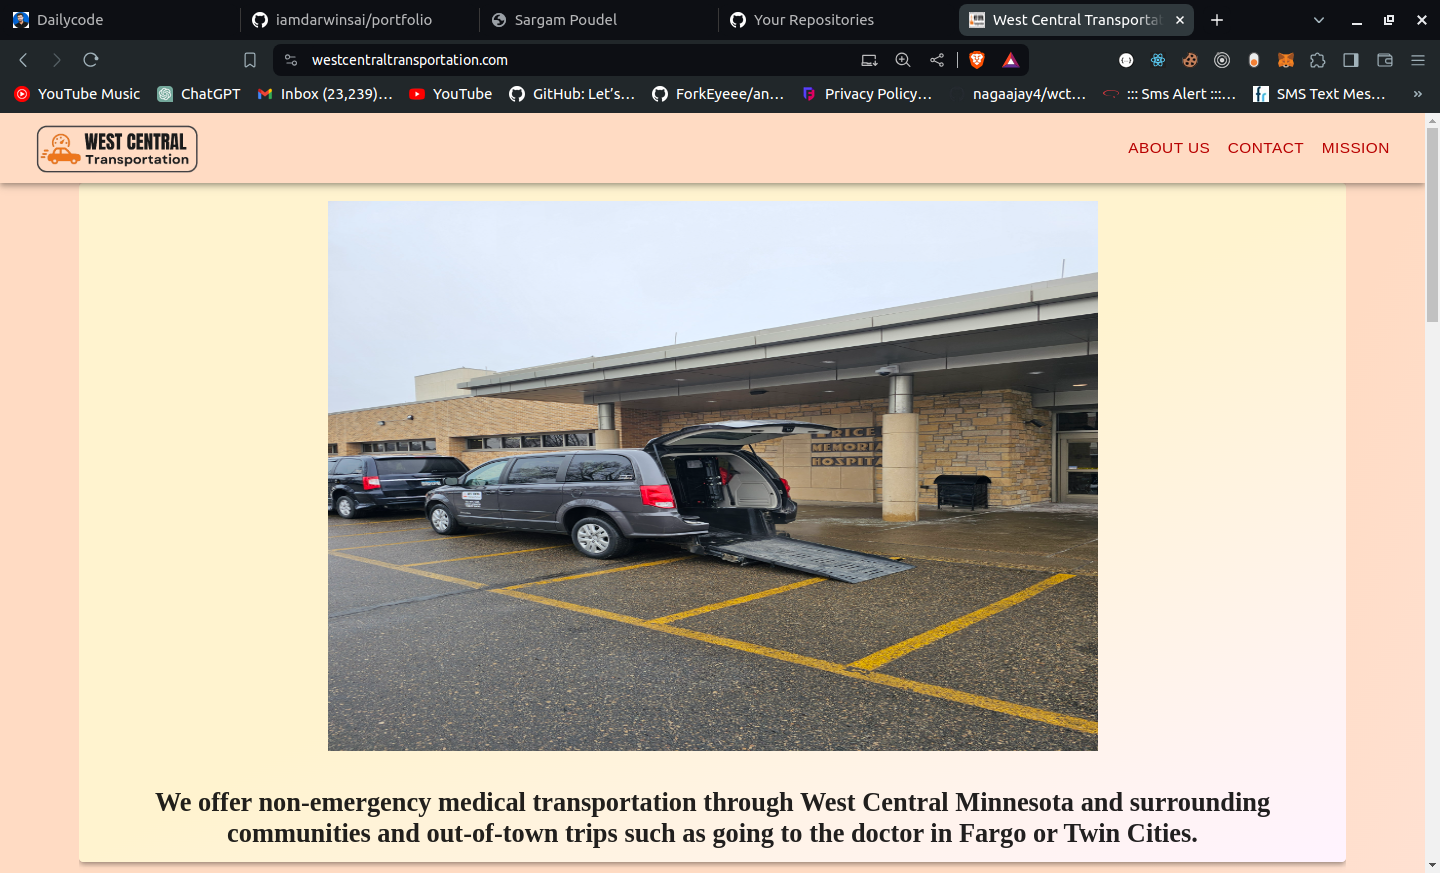 Dailycode
iamdarwinsai/portfolio
Sargam Poudel
Your Repositories
West Central Transporta
westcentraltransportation.com
YouTube Music
ChatGPT
Inbox (23,239)…
YouTube
GitHub: Let's…
ForkEyeee/an…
Privacy Policy…
nagaajay4/wct…
::: Sms Alert :::…
SMS Text Mes…
»
WEST CENTRAL
Transportation
ABOUT US
CONTACT
MISSION
PRICE
MEMORIAL
HOSPITA
We offer non-emergency medical transportation through West Central Minnesota and surrounding
communities and out-of-town trips such as going to the doctor in Fargo or Twin Cities.